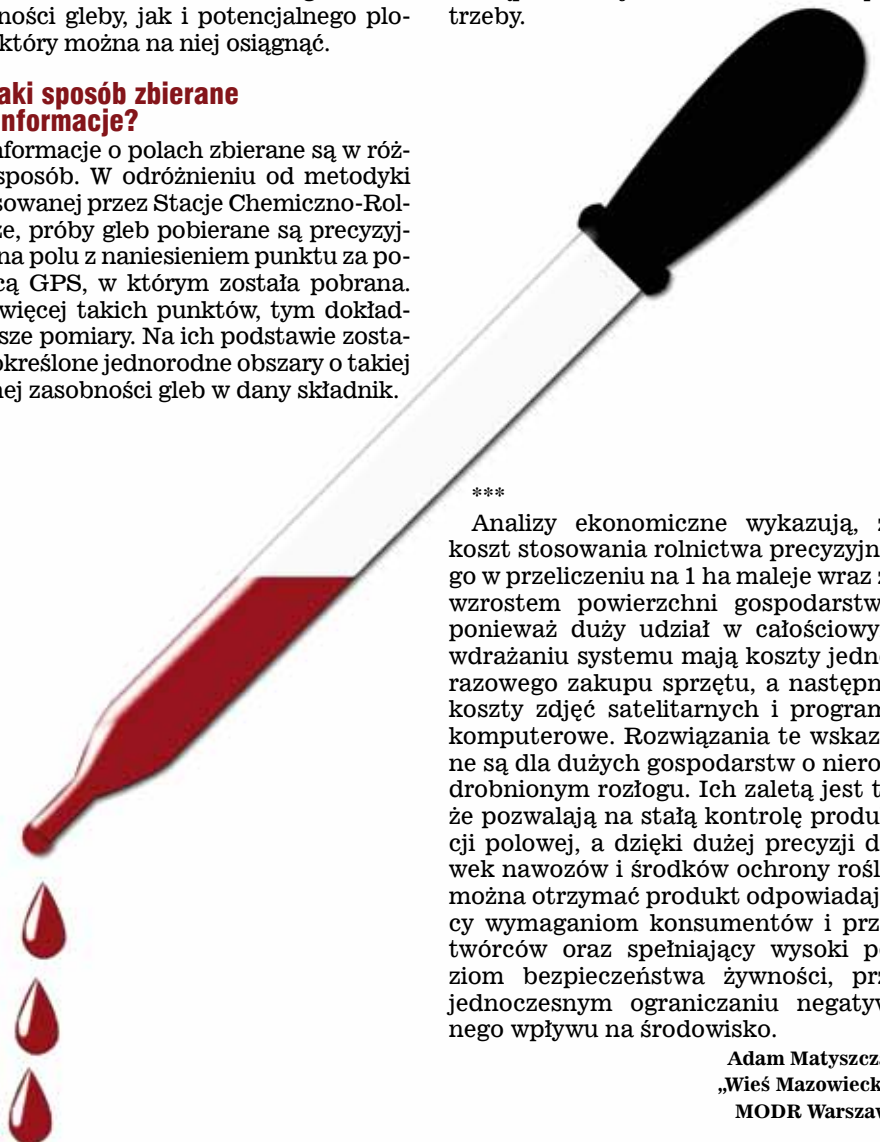 ności gleby, jak i potencjalnego plo-
który można na niej osiągnąć.
aki sposób zbierane
nformacje?
nformacje o polach zbierane są w róż-
sposób. W odróżnieniu od metodyki
sowanej przez Stacje Chemiczno-Rol-
ze, próby gleb pobierane są precyzyj-
na polu z naniesieniem punktu za po-
cą GPS, w którym została pobrana.
więcej takich punktów, tym dokład-
sze pomiary. Na ich podstawie zosta-
określone jednorodne obszary o takiej
nej zasobności gleb w dany składnik.
trzeby.
***
Analizy ekonomiczne wykazują, ż
koszt stosowania rolnictwa precyzyjn
go w przeliczeniu na 1 ha maleje wraz z
wzrostem powierzchni gospodarstw
ponieważ duży udział w całościowy
wdrażaniu systemu mają koszty jedn
razowego zakupu sprzętu, a następn
koszty zdjęć satelitarnych i program
komputerowe. Rozwiązania te wskaz
ne są dla dużych gospodarstw o niero
drobnionym rozłogu. Ich zaletą jest t
że pozwalają na stałą kontrolę produ
cji polowej, a dzięki dużej precyzji d
wek nawozów i środków ochrony rośl
można otrzymać produkt odpowiadaj
cy wymaganiom konsumentów i prz
twórców oraz spełniający wysoki p
ziom bezpieczeństwa żywności, prz
jednoczesnym ograniczaniu negatyw
nego wpływu na środowisko.
Adam Matyszcz
„Wieś Mazowieck
MODR Warszaw